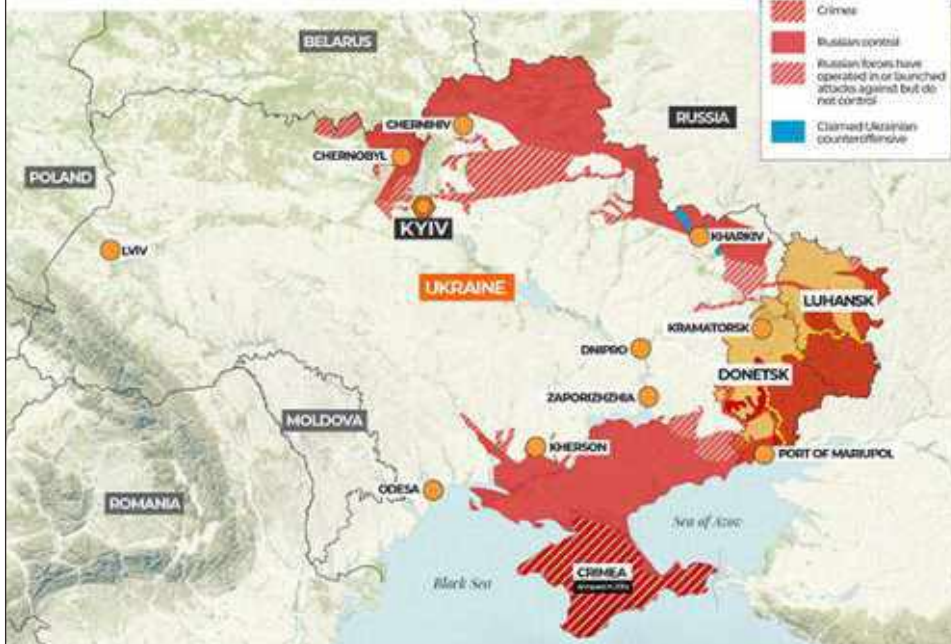 Crimea
Russian control
Russian forces have
operated in or launched
attacks against but do
not control
Claimed Ukrainian
counteroffensive
BELARUS
RUSSIA
CHERNIHIV
CHERNOBYL
POLAND
KYIV
LVIV
KHARKIV
UKRAINE
LUHANSK
KRAMATORSK
DNIPRO
DONETSK
ZAPORIZHZHIA
MOLDOVA
KHERSON
PORT OF MARIUPOL
ODESA
ROMANIA
Sea of Azov
Black Sea
CRIMEA